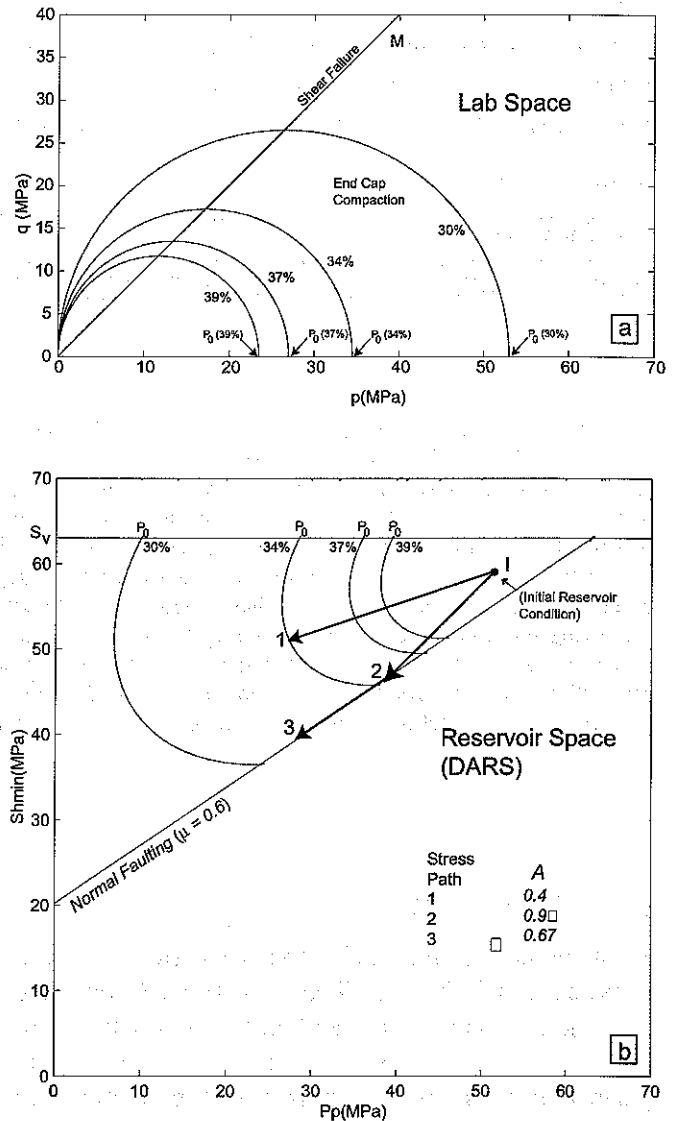 40
M
35
Shear Failure
Lab Space
30
25
q (MPa)
20
End Cap
Compaction
30%
15
34%
10
37%
39%
5
P0 (39%)
P0 (37%)
P0 (34%)
P0 (30%)
a
0
0 10 20 30 40 50 60 70
p(MPa)
70
Sv
P0 P0 P0 P0
30% 34% 37% 39%
60
I
(Initial Reservoir
Condition)
1
50
2
40
3
Reservoir Space
(DARS)
Shmin(MPa)
30
Normal Faulting (μ = 0.6)
Stress
Path A
1 0.4
2 0.9□
3 □ 0.67
20
10
b
0
0 10 20 30 40 50 60 70
Pp(MPa)